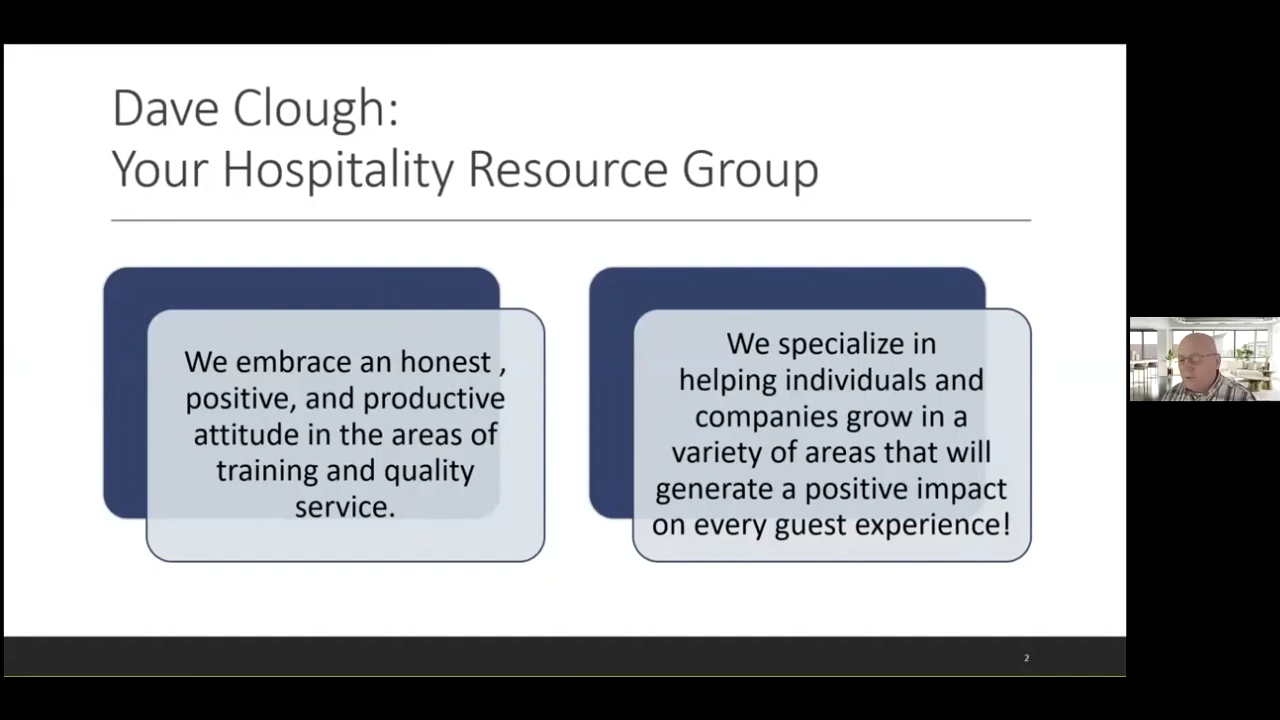 Dave Clough:
Your Hospitality Resource Group
We embrace an honest ,
positive, and productive
attitude in the areas of
training and quality
service.
We specialize in
helping individuals and
companies grow in a
variety of areas that will
generate a positive impact
on every guest experience!
2